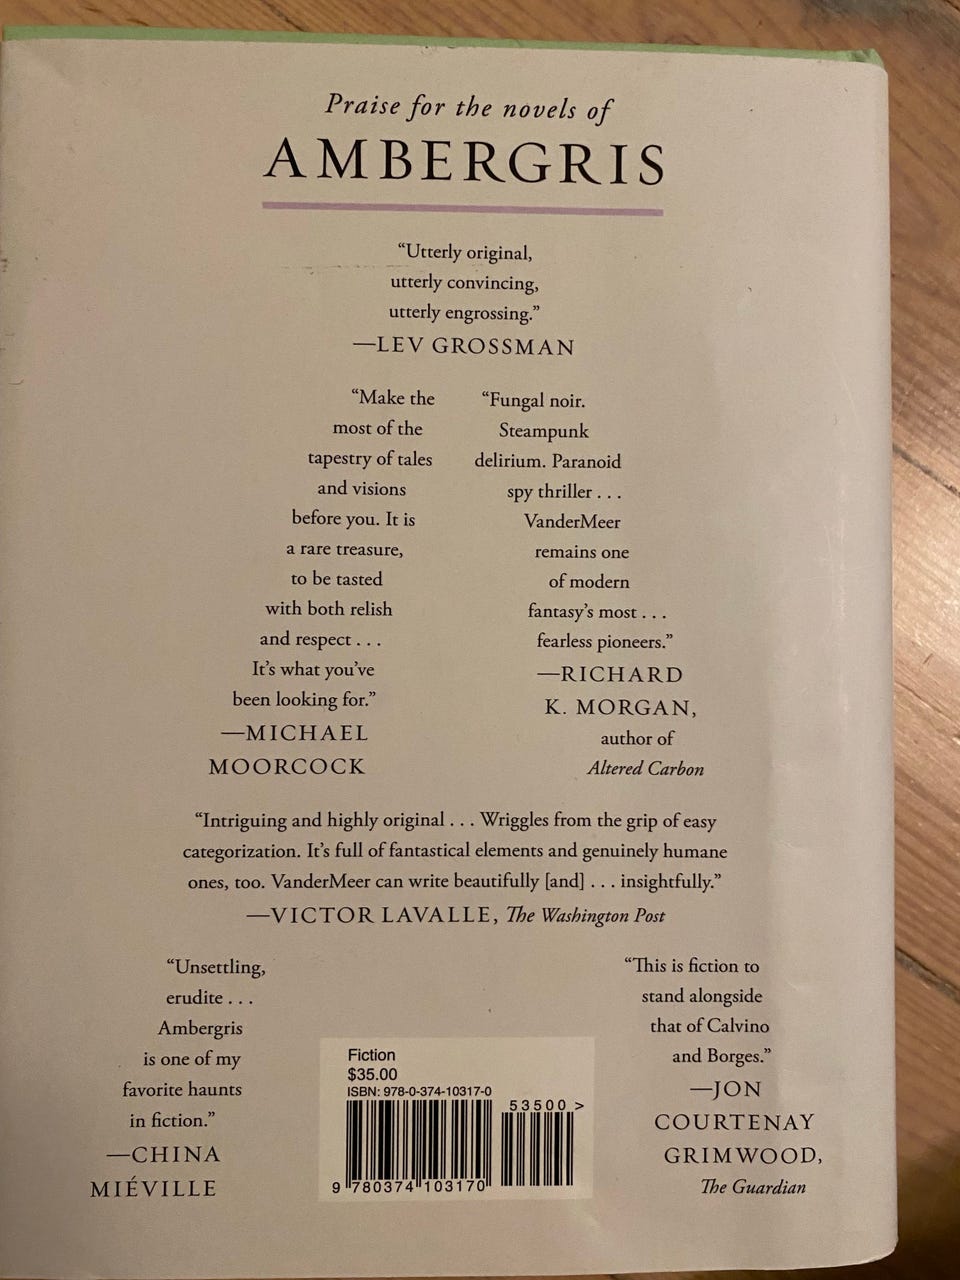 Praise for the novels of
AMBERGRIS
“Utterly original,
utterly convincing,
utterly engrossing.”
—LEV GROSSMAN
“Make the
most of the
tapestry of tales
and visions
before you. It is
a rare treasure,
to be tasted
with both relish
and respect . . .
It’s what you’ve
been looking for.”
—MICHAEL
MOORCOCK
“Fungal noir.
Steampunk
delirium. Paranoid
spy thriller . . .
VanderMeer
remains one
of modern
fantasy’s most . . .
fearless pioneers.”
—RICHARD
K. MORGAN,
author of
Altered Carbon
“Intriguing and highly original . . . Wriggles from the grip of easy
categorization. It’s full of fantastical elements and genuinely humane
ones, too. VanderMeer can write beautifully [and] . . . insightfully.”
—VICTOR LAVALLE, The Washington Post
“Unsettling,
erudite . . .
Ambergris
is one of my
favorite haunts
in fiction.”
—CHINA
MIÉVILLE
“This is fiction to
stand alongside
that of Calvino
and Borges.”
—JON
COURTENAY
GRIMWOOD,
The Guardian
Fiction
$35.00
ISBN: 978-0-374-10317-0
53500 >
9 780374 103170